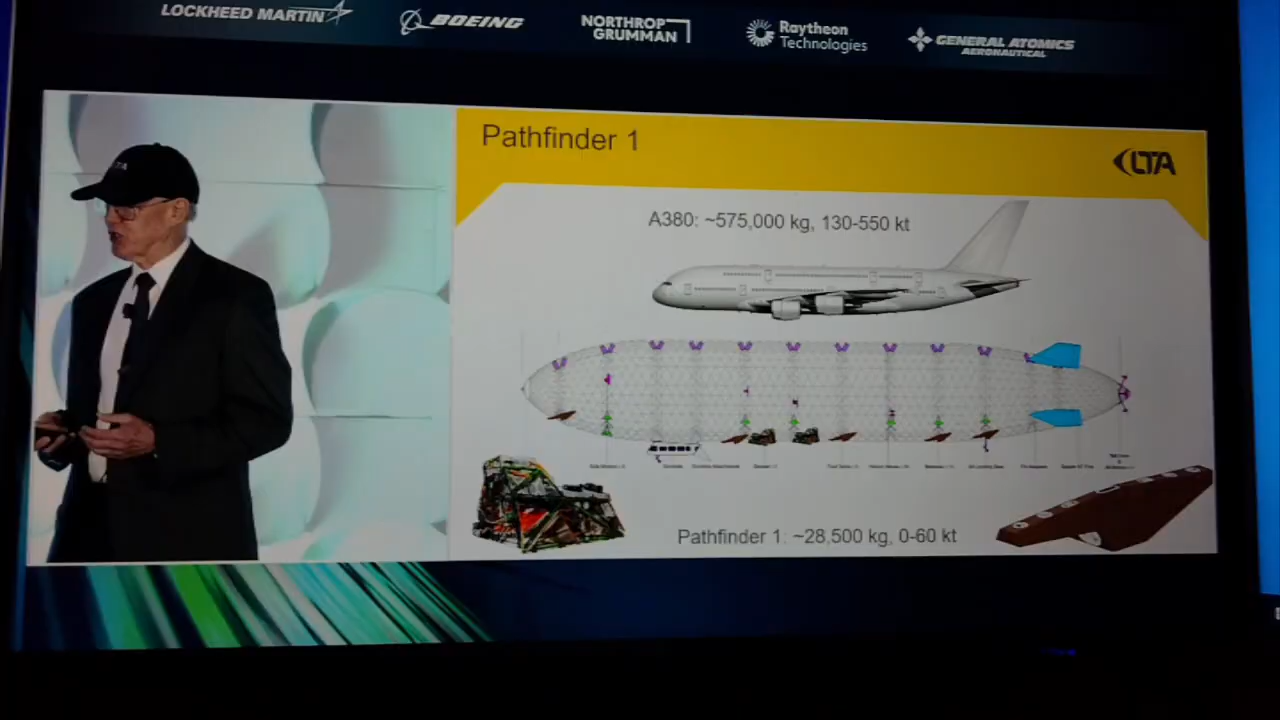 LOCKHEED MARTIN
BOEING
NORTHROP
GRUMMAN
Raytheon
Technologies
GENERAL ATOMICS
AERONAUTICAL
Pathfinder 1
LTA
A380: ~575,000 kg, 130-550 kt
Pathfinder 1: ~28,500 kg, 0-60 kt